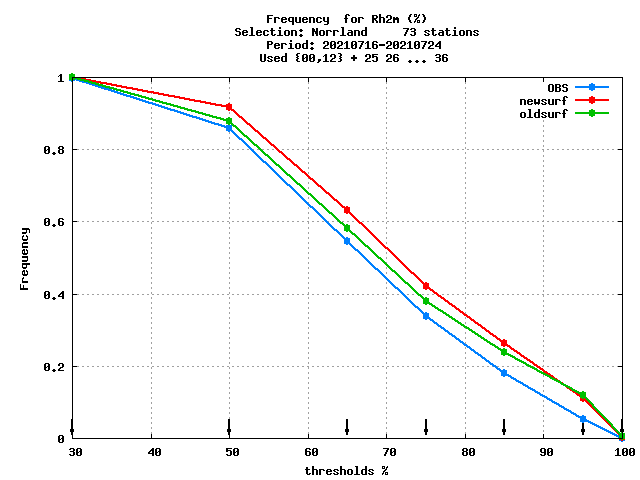 Frequency  for Rh2m (%)
Selection: Norrland     73 stations
Period: 20210716-20210724
Used {00,12} + 25 26 ... 36
OBS
newsurf
oldsurf
1
0.8
0.6
0.4
0.2
0
Frequency
30 40 50 60 70 80 90 100
thresholds %